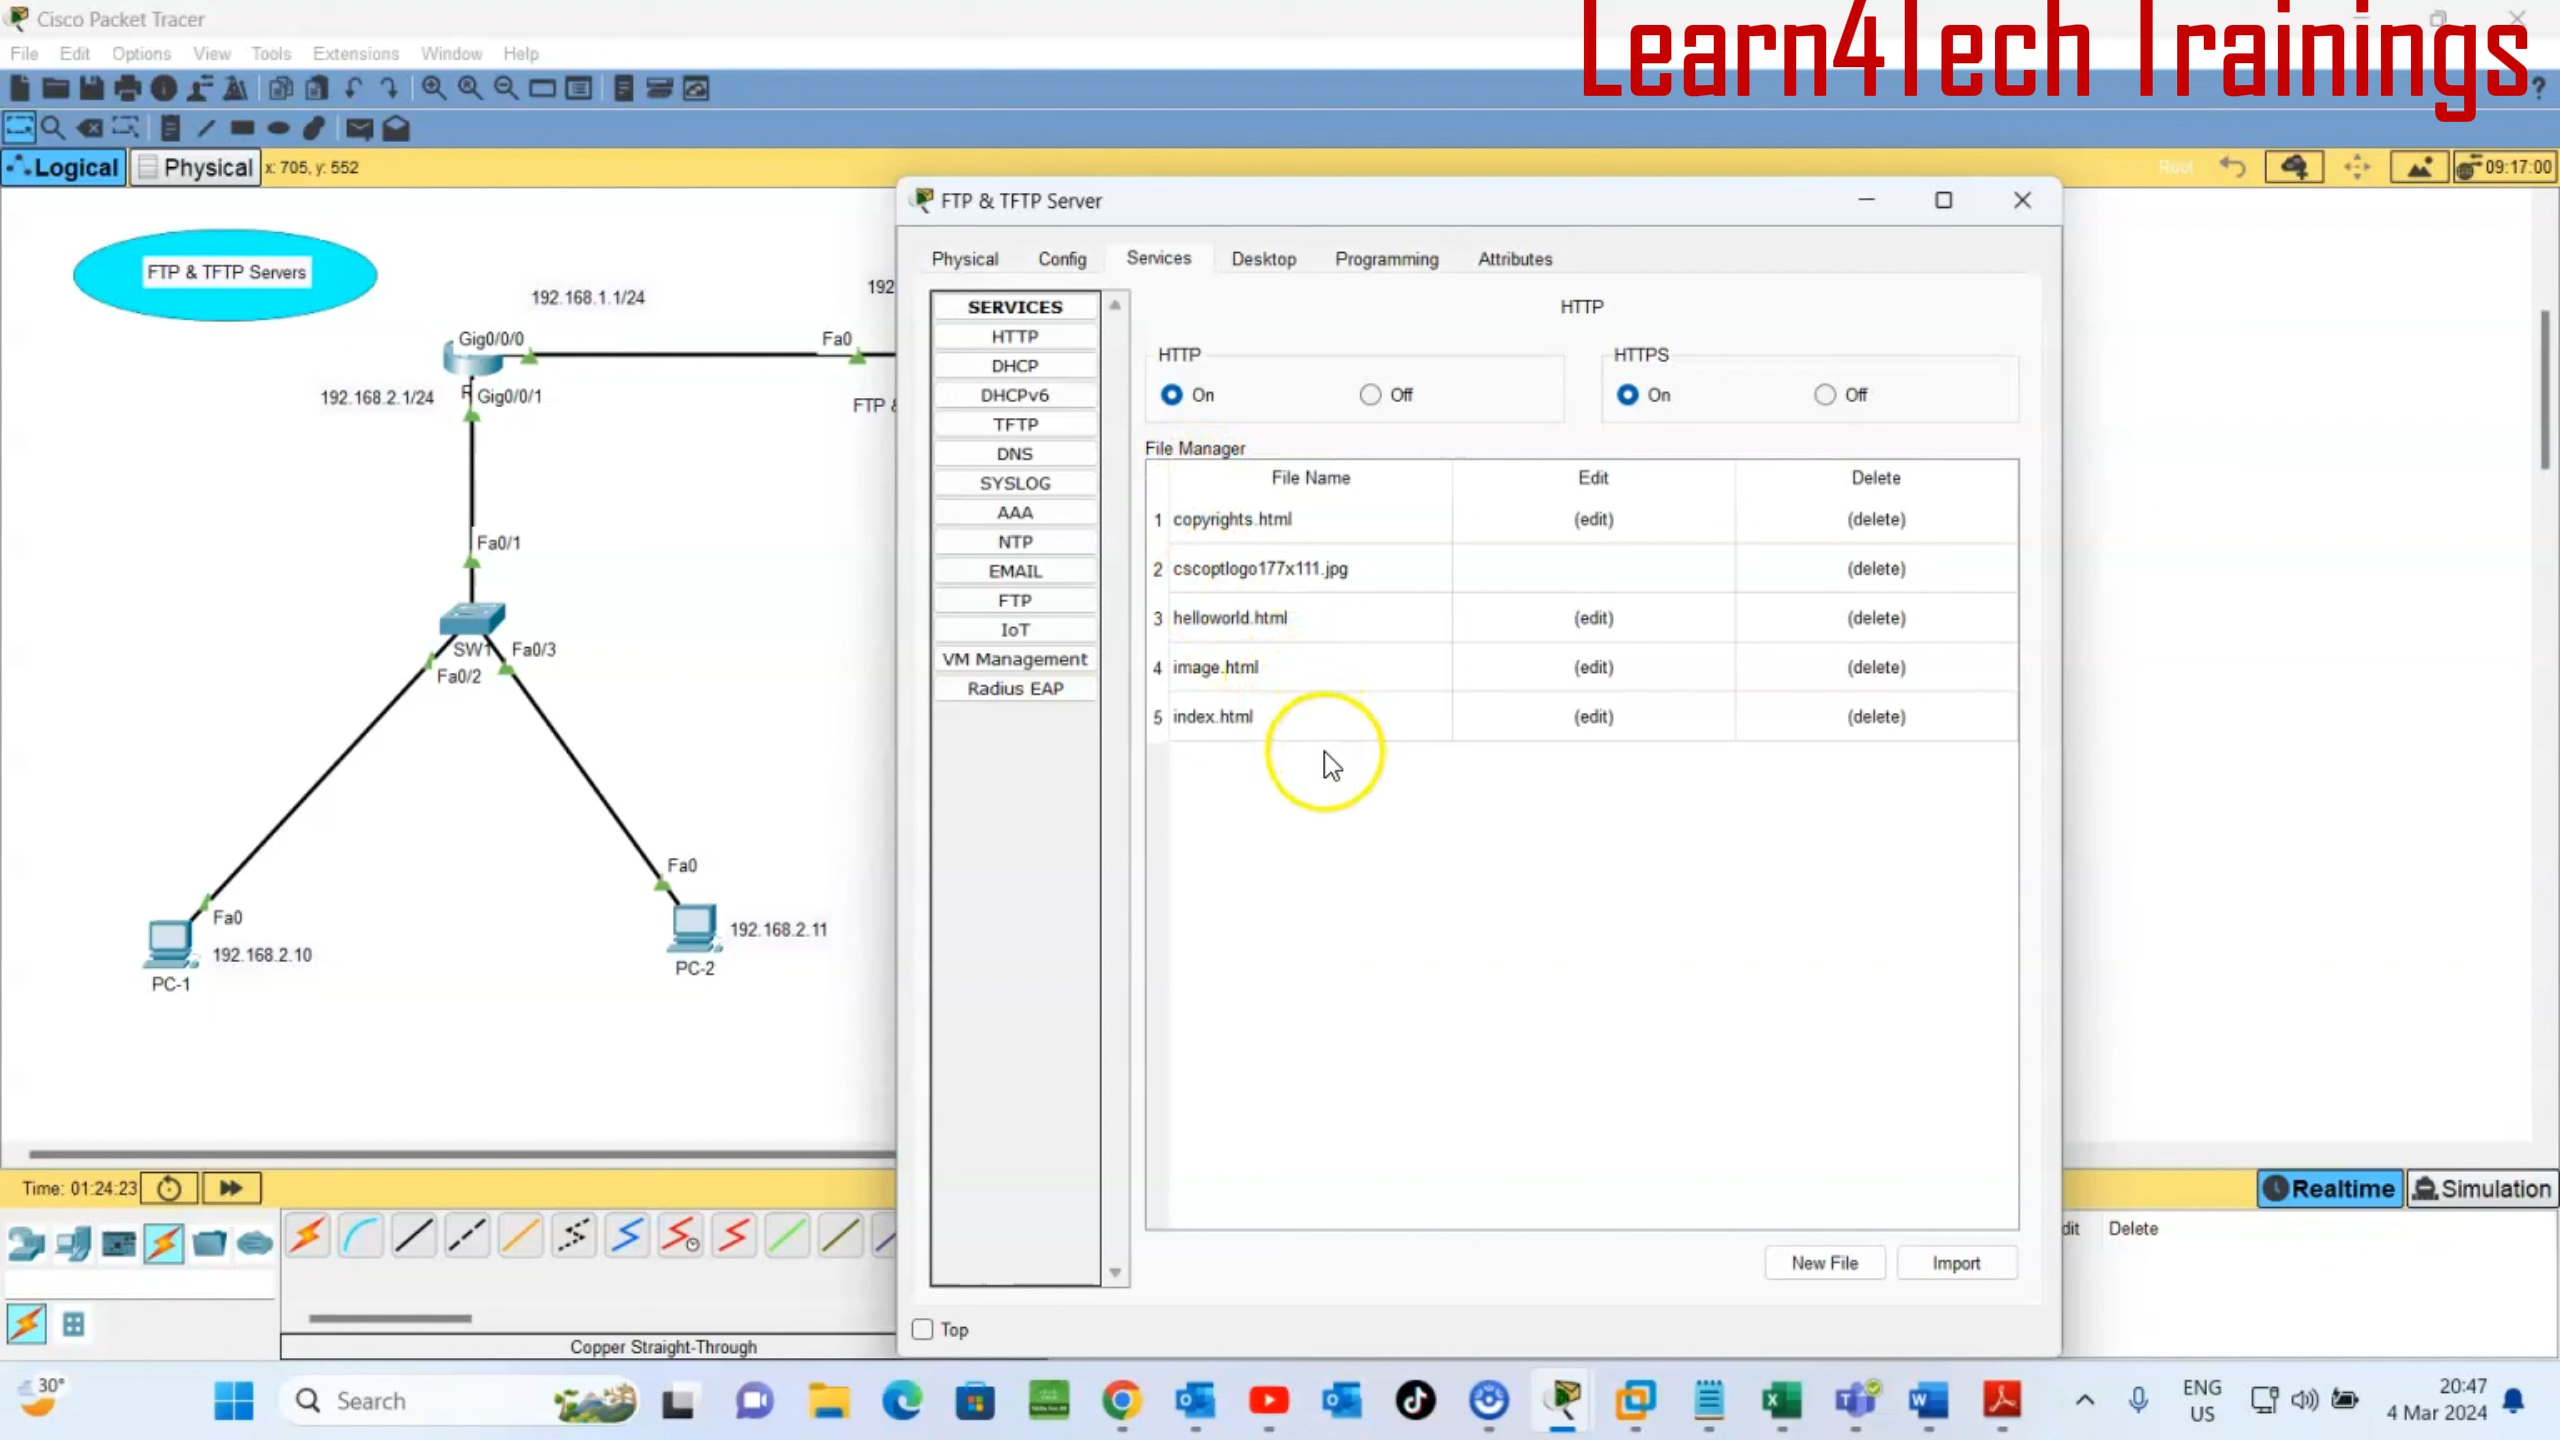 Cisco Packet Tracer
Learn4Tech Trainings
File Edit Options View Tools Extensions Window Help
Logical Physical x: 705, y: 552 Root 09:17:00
FTP & TFTP Servers
192.168.1.1/24
192
Gig0/0/0
Fa0
192.168.2.1/24
Gig0/0/1
FTP &
Fa0/1
SW1
Fa0/3
Fa0/2
Fa0
192.168.2.10
PC-1
Fa0
192.168.2.11
PC-2
FTP & TFTP Server
Physical Config Services Desktop Programming Attributes
SERVICES
HTTP
DHCP
DHCPv6
TFTP
DNS
SYSLOG
AAA
NTP
EMAIL
FTP
IoT
VM Management
Radius EAP
HTTP
HTTP
On Off
HTTPS
On Off
File Manager
File Name Edit Delete
1 copyrights.html (edit) (delete)
2 cscoptlogo177x111.jpg (delete)
3 helloworld.html (edit) (delete)
4 image.html (edit) (delete)
5 index.html (edit) (delete)
New File Import
Top
Time: 01:24:23
Realtime Simulation
dit Delete
Copper Straight-Through
30°
Search
ENG
US
20:47
4 Mar 2024